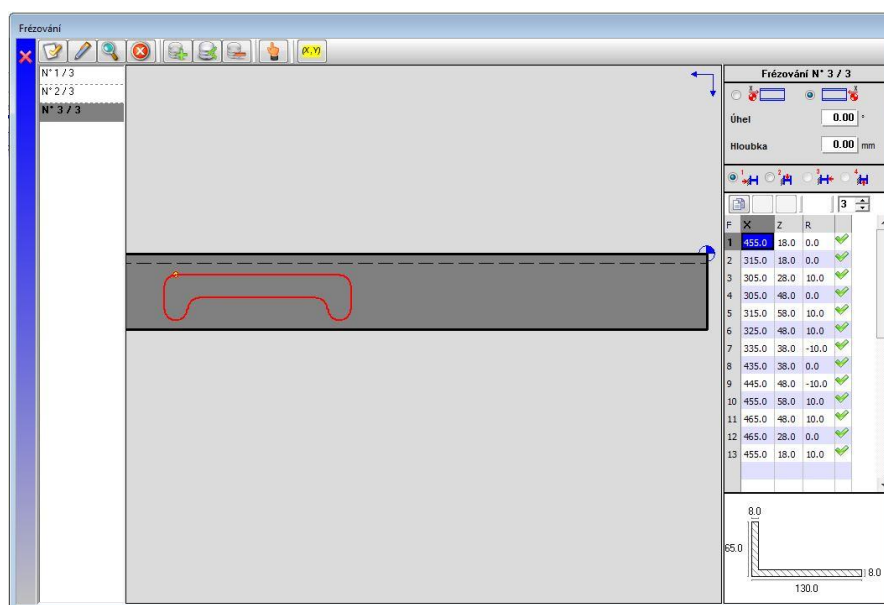 Frézování
(X,Y)
N° 1 / 3
N° 2 / 3
N° 3 / 3
Frézování N° 3 / 3
Úhel 0.00 °
Hloubka 0.00 mm
1 2 3 4
3
F X Z R
1 455.0 18.0 0.0
2 315.0 18.0 0.0
3 305.0 28.0 10.0
4 305.0 48.0 0.0
5 315.0 58.0 10.0
6 325.0 48.0 10.0
7 335.0 38.0 -10.0
8 435.0 38.0 0.0
9 445.0 48.0 -10.0
10 455.0 58.0 10.0
11 465.0 48.0 10.0
12 465.0 28.0 0.0
13 455.0 18.0 10.0
8.0
65.0
8.0
130.0